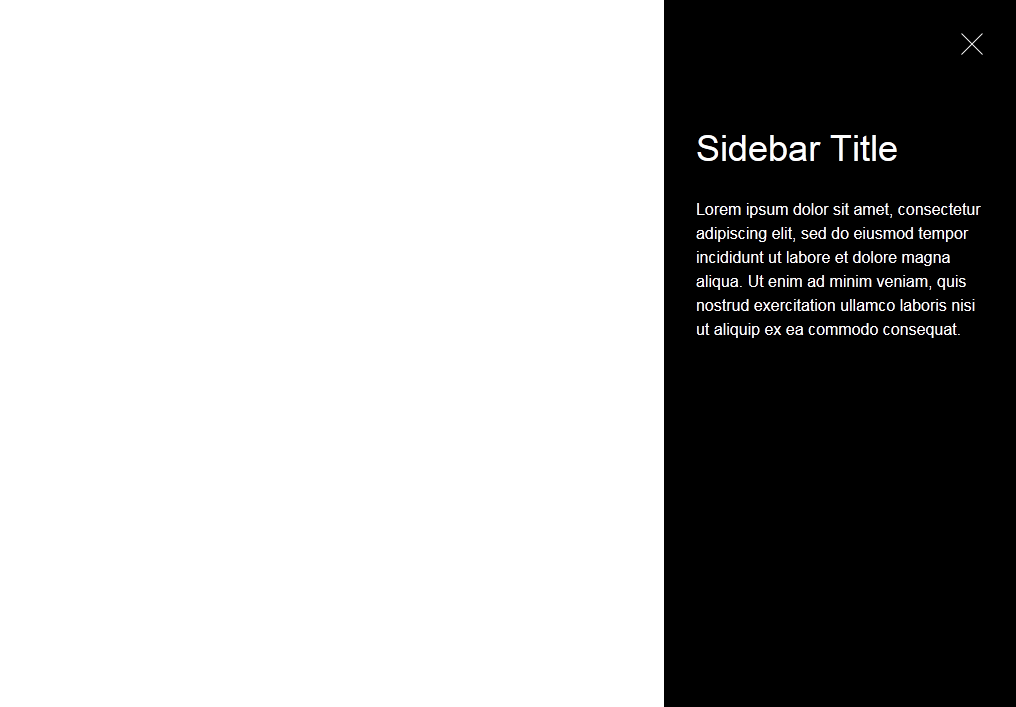 Sidebar Title
Lorem ipsum dolor sit amet, consectetur
adipiscing elit, sed do eiusmod tempor
incididunt ut labore et dolore magna
aliqua. Ut enim ad minim veniam, quis
nostrud exercitation ullamco laboris nisi
ut aliquip ex ea commodo consequat.